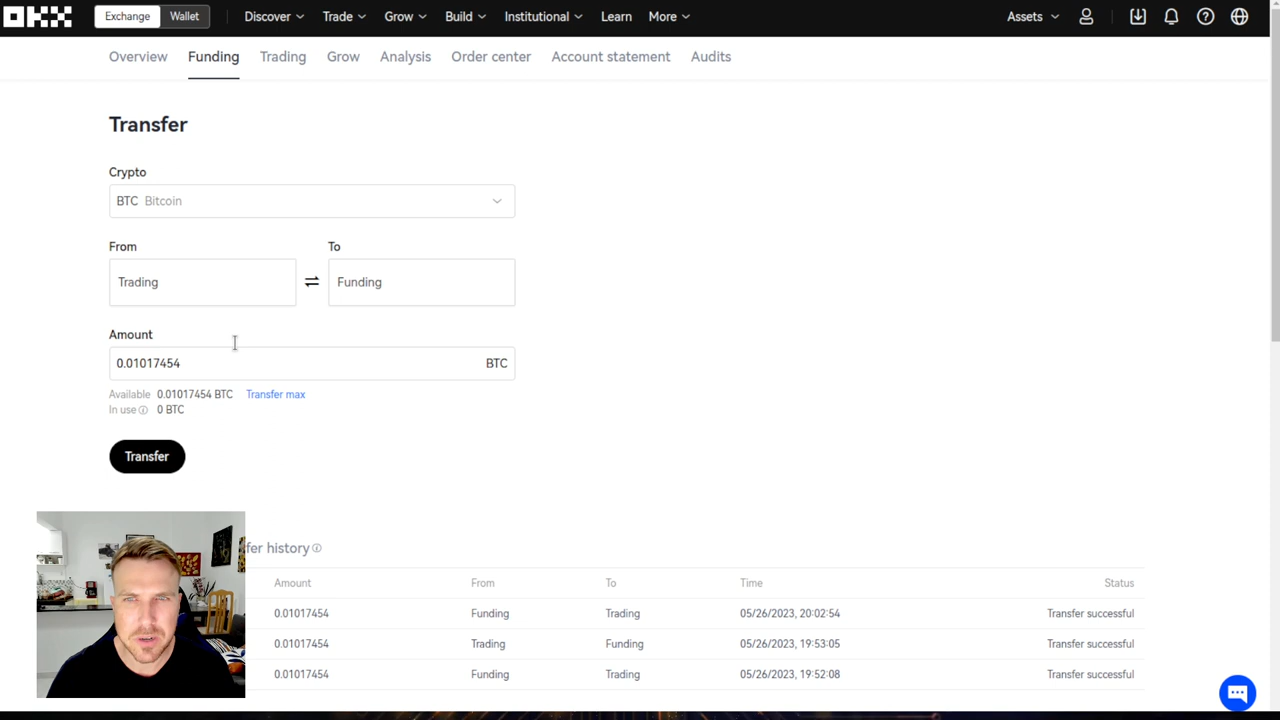 OKX Exchange Wallet Discover Trade Grow Build Institutional Learn More Assets
Overview Funding Trading Grow Analysis Order center Account statement Audits
Transfer
Crypto
BTC Bitcoin
From To
Trading Funding
Amount
0.01017454 BTC
Available 0.01017454 BTC Transfer max
In use 0 BTC
Transfer
fer history
Amount From To Time Status
0.01017454 Funding Trading 05/26/2023, 20:02:54 Transfer successful
0.01017454 Trading Funding 05/26/2023, 19:53:05 Transfer successful
0.01017454 Funding Trading 05/26/2023, 19:52:08 Transfer successful